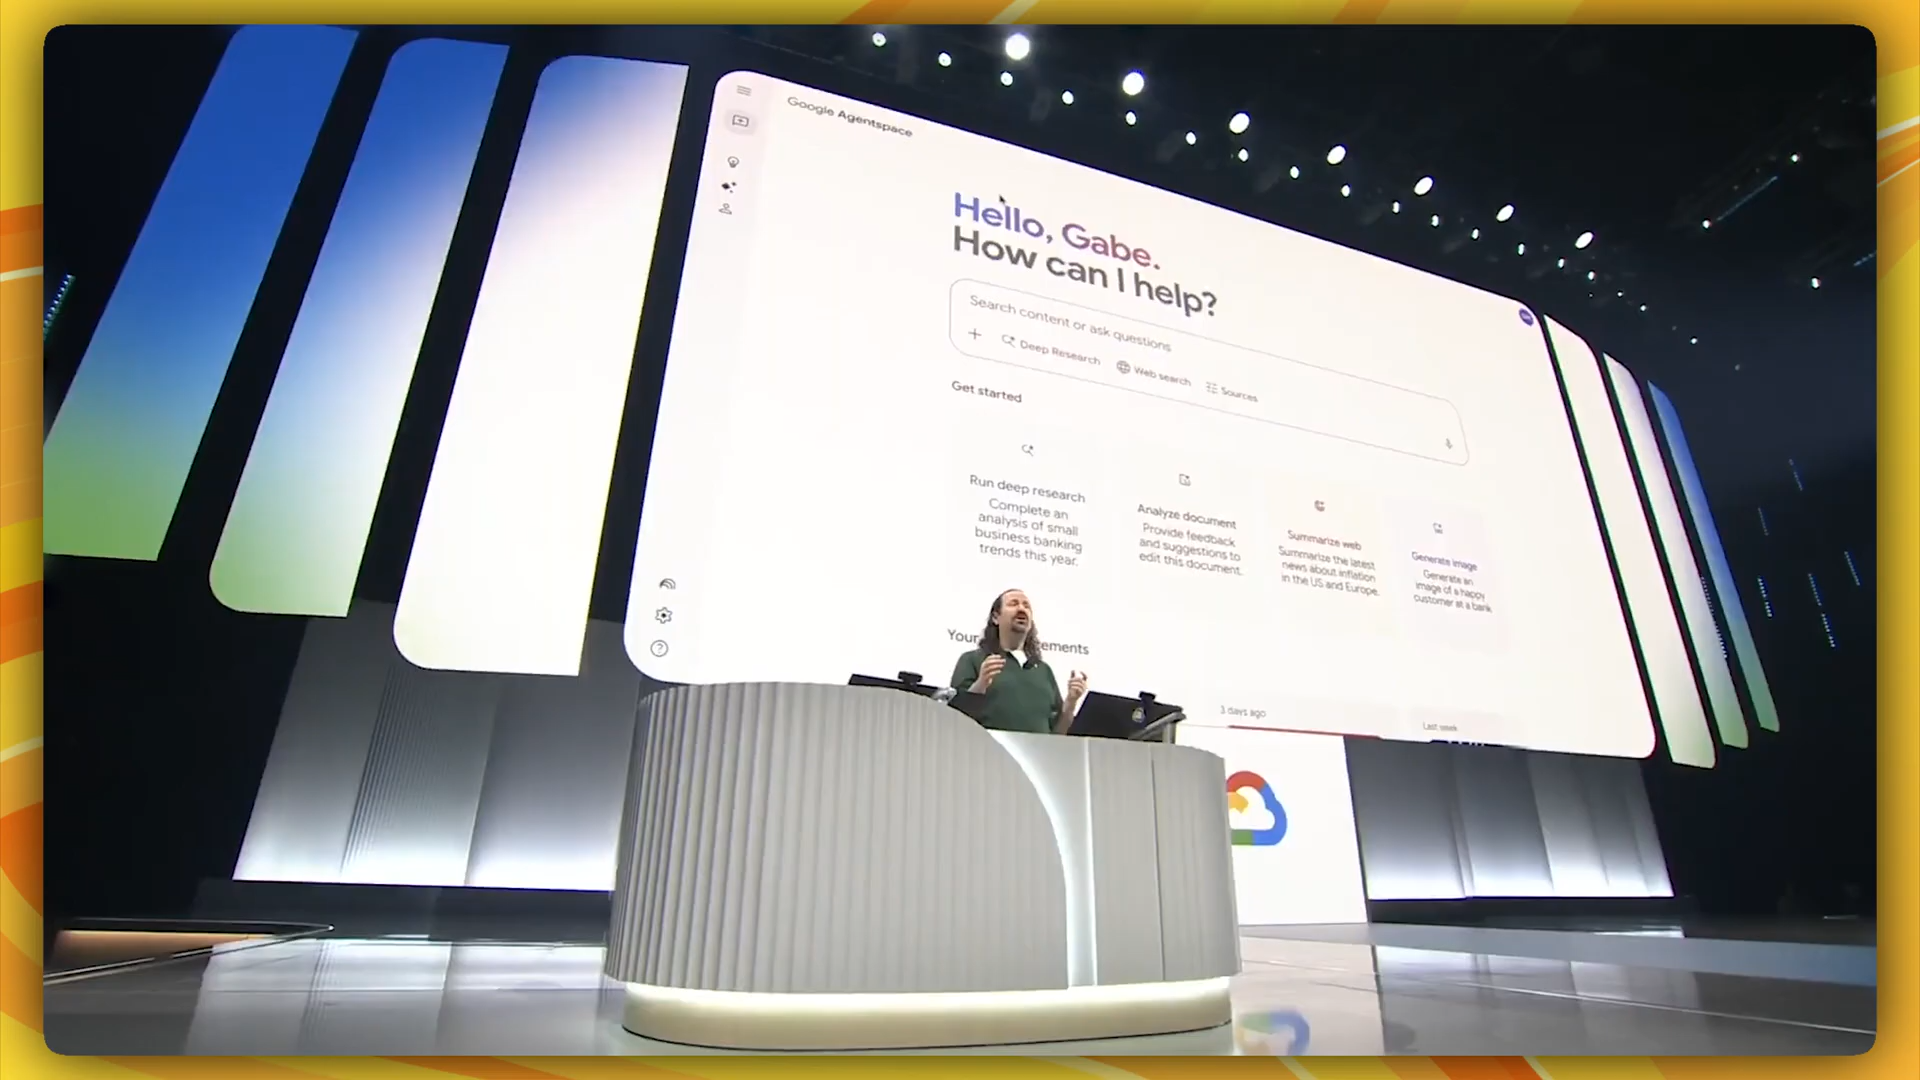 Google Agentspace
Hello, Gabe.
How can I help?
Search content or ask questions
Deep Research
Web search
Sources
Get started
Run deep research
Complete an
analysis of small
business banking
trends this year.
Analyze document
Provide feedback
and suggestions to
edit this document.
Summarize web
Summarize the latest
news about inflation
in the US and Europe.
Generate image
Generate an
image of a happy
customer at a bank
Your
ements
3 days ago
Last week